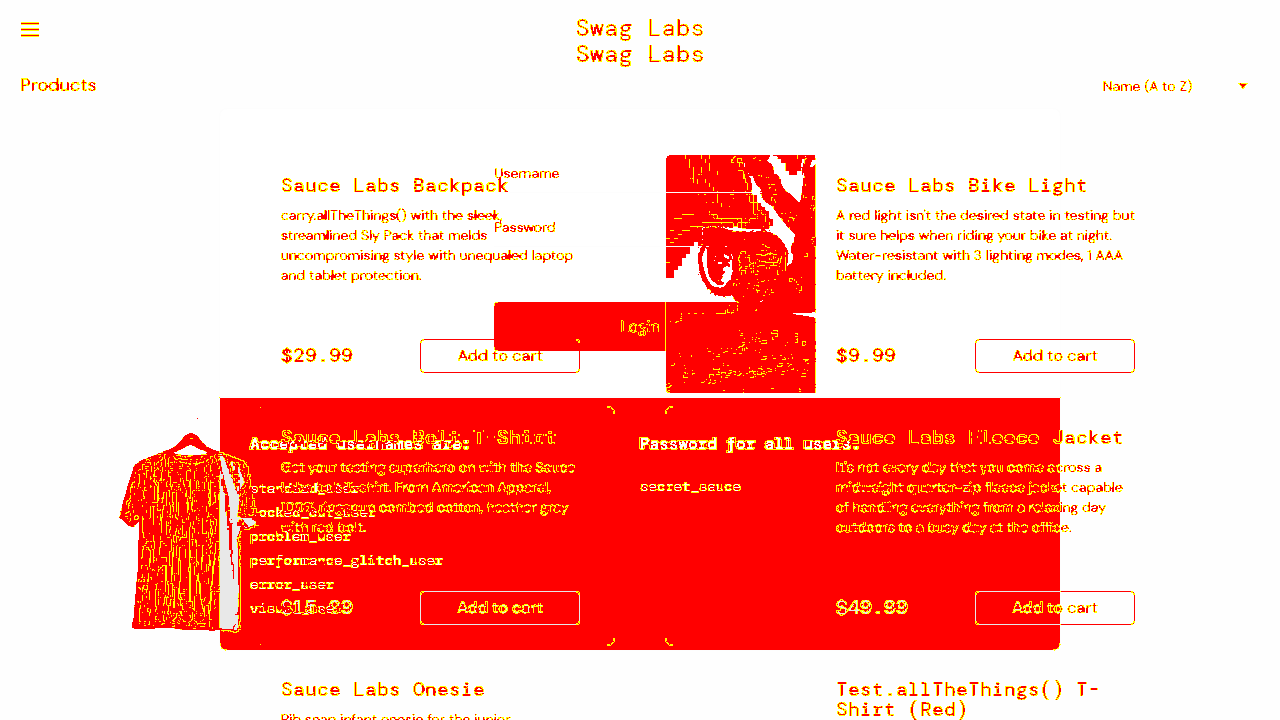 Swag Labs
Swag Labs
Products
Name (A to Z)
Username
Sauce Labs Backpack
carry.allTheThings() with the sleek,
streamlined Sly Pack that melds
uncompromising style with unequaled laptop
and tablet protection.
Password
Login
$29.99
Add to cart
Sauce Labs Bike Light
A red light isn't the desired state in testing but
it sure helps when riding your bike at night.
Water-resistant with 3 lighting modes, 1 AAA
battery included.
$9.99
Add to cart
Accepted usernames are:
Password for all users:
secret_sauce
problem_user
performance_glitch_user
error_user
Sauce Labs Bolt T-Shirt
Get your testing superhero on with the Sauce
From American Apparel,
combed cotton, heather gray
with red bolt.
$15.99
Add to cart
Sauce Labs Fleece Jacket
It's not every day that you come across a
midweight quarter-zip fleece jacket capable
of handling everything from a relaxing day
outdoors to a busy day at the office.
$49.99
Add to cart
Sauce Labs Onesie
Rib snap infant onesie for the junior
Test.allTheThings() T-
Shirt (Red)